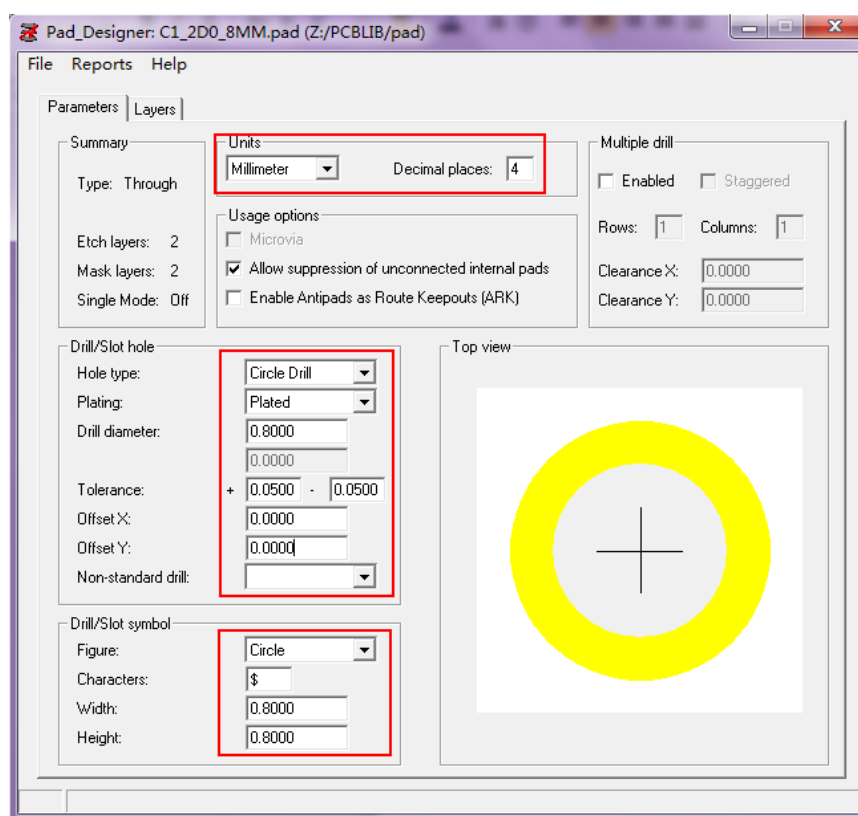 Pad_Designer: C1_2D0_8MM.pad (Z:/PCBLIB/pad)
File Reports Help
Parameters Layers
Summary
Type: Through
Etch layers: 2
Mask layers: 2
Single Mode: Off
Units
Millimeter Decimal places: 4
Usage options
Microvia
Allow suppression of unconnected internal pads
Enable Antipads as Route Keepouts (ARK)
Multiple drill
Enabled Staggered
Rows: 1 Columns: 1
Clearance X: 0.0000
Clearance Y: 0.0000
Drill/Slot hole
Hole type: Circle Drill
Plating: Plated
Drill diameter: 0.8000
0.0000
Tolerance: + 0.0500 - 0.0500
Offset X: 0.0000
Offset Y: 0.0000
Non-standard drill:
Drill/Slot symbol
Figure: Circle
Characters: $
Width: 0.8000
Height: 0.8000
Top view